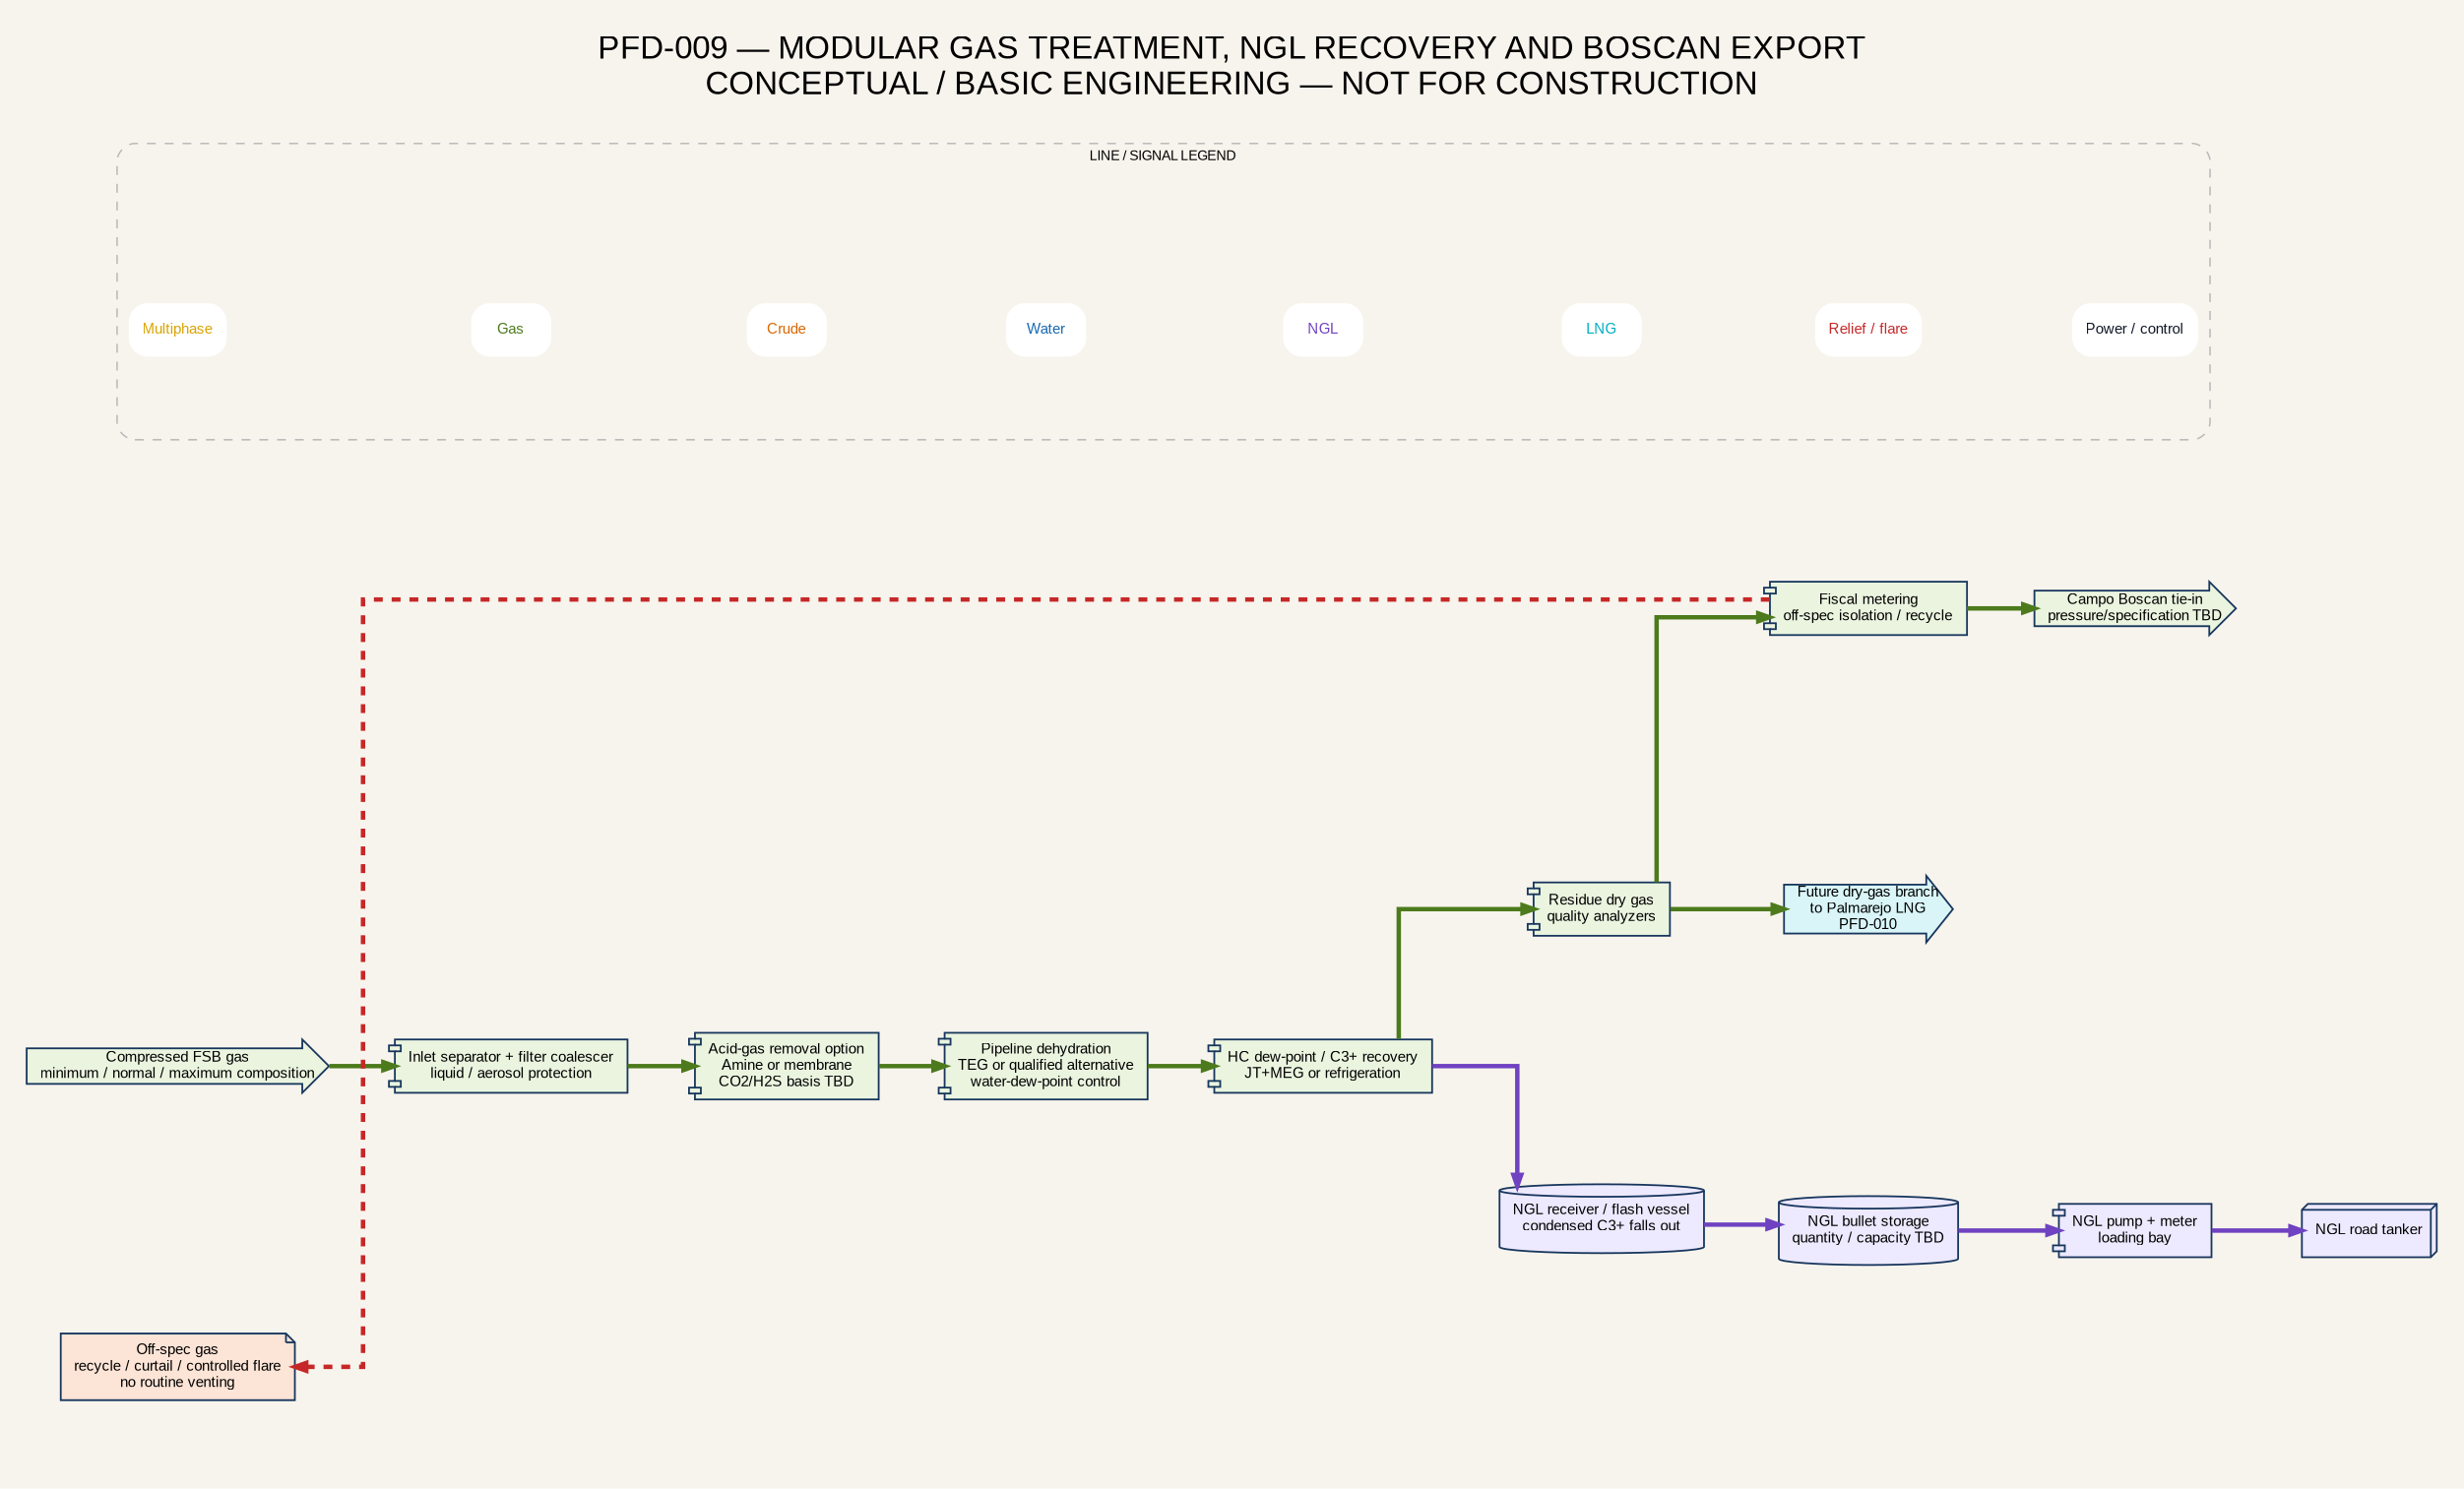 PFD-009 — MODULAR GAS TREATMENT, NGL RECOVERY AND BOSCAN EXPORT
CONCEPTUAL / BASIC ENGINEERING — NOT FOR CONSTRUCTION
LINE / SIGNAL LEGEND
Multiphase
Gas
Crude
Water
NGL
LNG
Relief / flare
Power / control
Fiscal metering
off-spec isolation / recycle
Campo Boscan tie-in
pressure/specification TBD
Residue dry gas
quality analyzers
Future dry-gas branch
to Palmarejo LNG
PFD-010
Compressed FSB gas
minimum / normal / maximum composition
Inlet separator + filter coalescer
liquid / aerosol protection
Acid-gas removal option
Amine or membrane
CO2/H2S basis TBD
Pipeline dehydration
TEG or qualified alternative
water-dew-point control
HC dew-point / C3+ recovery
JT+MEG or refrigeration
NGL receiver / flash vessel
condensed C3+ falls out
NGL bullet storage
quantity / capacity TBD
NGL pump + meter
loading bay
NGL road tanker
Off-spec gas
recycle / curtail / controlled flare
no routine venting